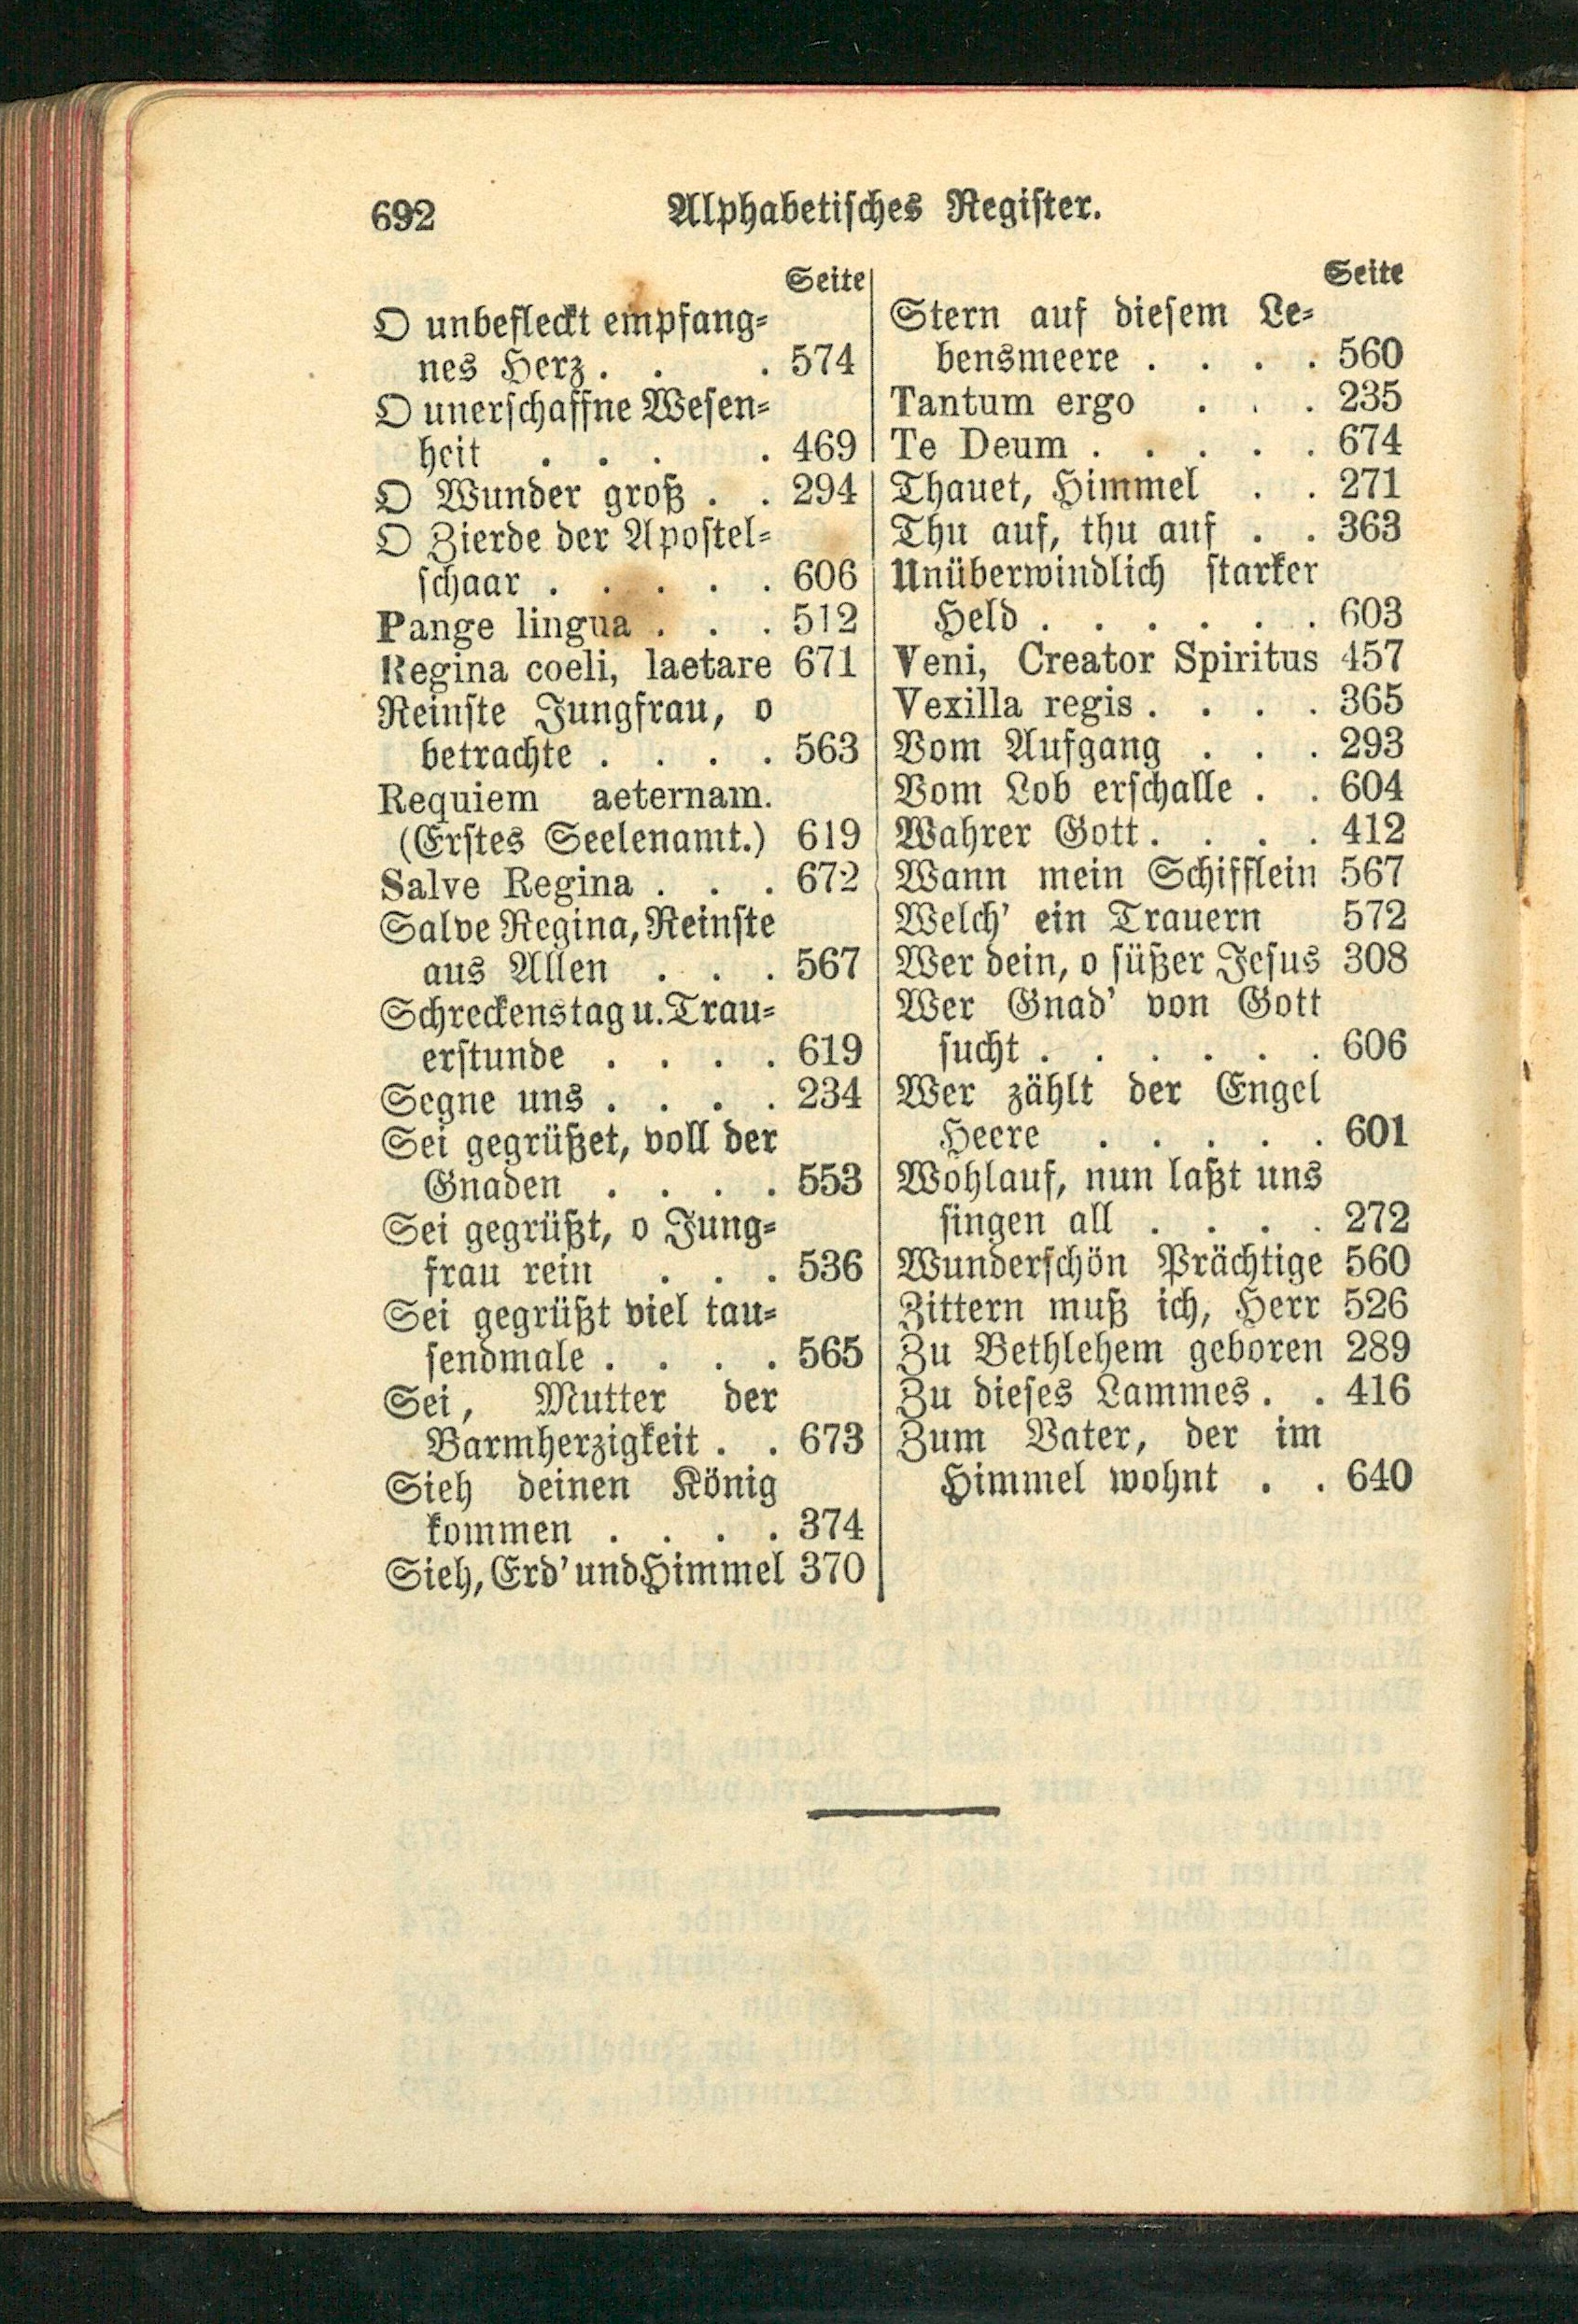 692 Alphabetisches Register.
Seite
O unbefleckt empfang-
nes Herz . . . 574
O unerschaffne Wesen-
heit . . . . 469
O Wunder groß . . 294
O Zierde der Apostel-
schaar . . . . . 606
Pange lingua . . . 512
Regina coeli, laetare 671
Reinste Jungfrau, o
betrachte . . . . 563
Requiem aeternam.
(Erstes Seelenamt.) 619
Salve Regina . . . 672
Salve Regina, Reinste
aus Allen . . . 567
Schreckenstag u. Trau-
erstunde . . . . 619
Segne uns . . . . 234
Sei gegrüßet, voll der
Gnaden . . . . 553
Sei gegrüßt, o Jung-
frau rein . . . 536
Sei gegrüßt viel tau-
sendmale . . . . 565
Sei, Mutter der
Barmherzigkeit . . 673
Sieh deinen König
kommen . . . . 374
Sieh, Erd' und Himmel 370
Seite
Stern auf diesem Le-
bensmeere . . . . 560
Tantum ergo . . . 235
Te Deum . . . . . 674
Thauet, Himmel . . 271
Thu auf, thu auf . . 363
Unüberwindlich starker
Held . . . . . . 603
Veni, Creator Spiritus 457
Vexilla regis . . . . 365
Vom Aufgang . . . 293
Vom Lob erschalle . . 604
Wahrer Gott . . . . 412
Wann mein Schifflein 567
Welch' ein Trauern 572
Wer dein, o süßer Jesus 308
Wer Gnad' von Gott
sucht . . . . . . 606
Wer zählt der Engel
Heere . . . . . 601
Wohlauf, nun laßt uns
singen all . . . . 272
Wunderschön Prächtige 560
Zittern muß ich, Herr 526
Zu Bethlehem geboren 289
Zu dieses Lammes . . 416
Zum Vater, der im
Himmel wohnt . . 640